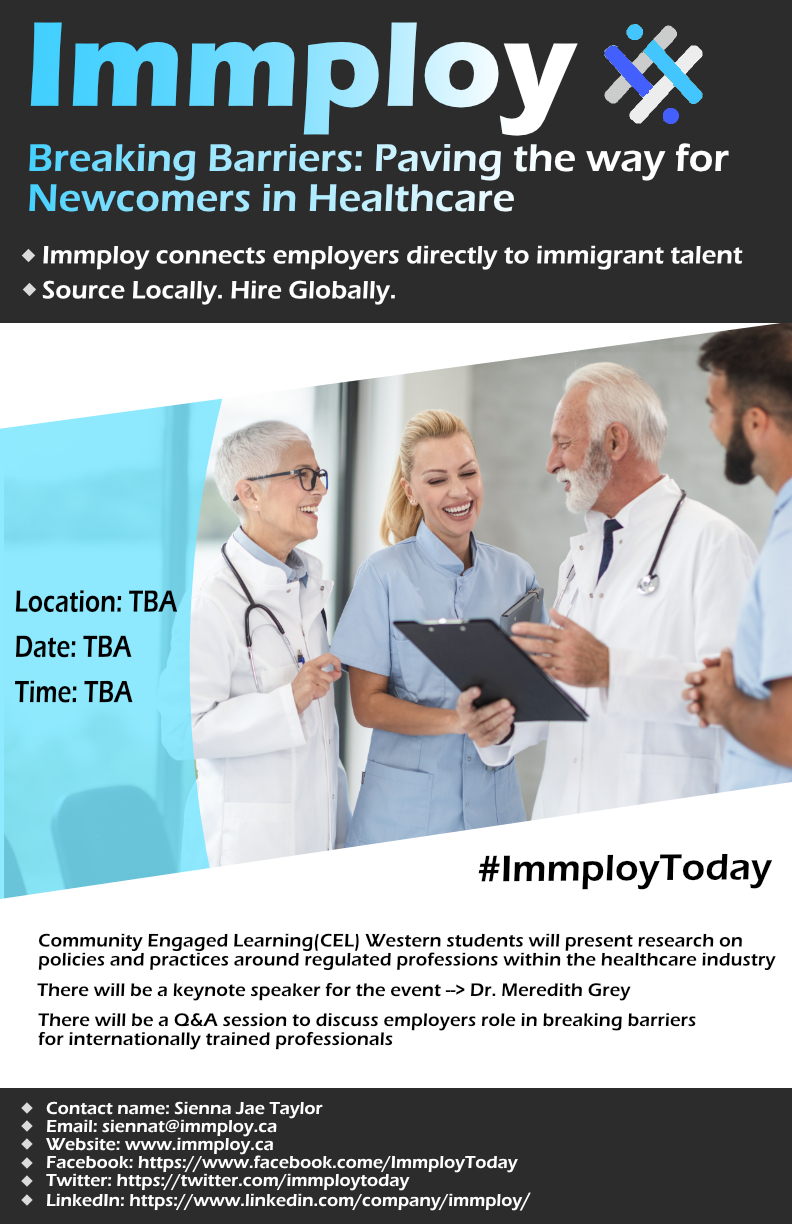 Immploy
Breaking Barriers: Paving the way for
Newcomers in Healthcare
◆ Immploy connects employers directly to immigrant talent
◆ Source Locally. Hire Globally.
Location: TBA
Date: TBA
Time: TBA
#ImmployToday
Community Engaged Learning(CEL) Western students will present research on
policies and practices around regulated professions within the healthcare industry
There will be a keynote speaker for the event --> Dr. Meredith Grey
There will be a Q&A session to discuss employers role in breaking barriers
for internationally trained professionals
◆ Contact name: Sienna Jae Taylor
◆ Email: siennat@immploy.ca
◆ Website: www.immploy.ca
◆ Facebook: https://www.facebook.come/ImmployToday
◆ Twitter: https://twitter.com/immploytoday
◆ LinkedIn: https://www.linkedin.com/company/immploy/